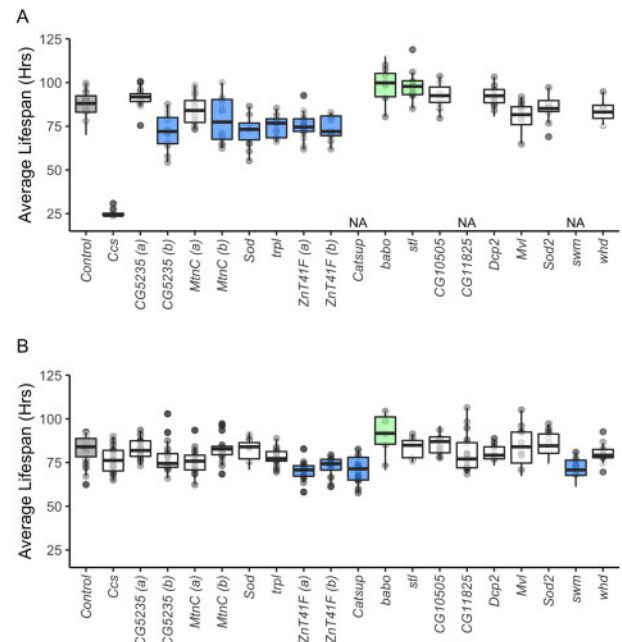 A
Average Lifespan (Hrs)
125
100
75
50
25
NA
NA
NA
Control
Ccs
CG5235 (a)
CG5235 (b)
MtnC (a)
MtnC (b)
Sod
trpl
ZnT41F (a)
ZnT41F (b)
Catsup
babo
stl
CG10505
CG11825
Dcp2
Mvl
Sod2
swm
whd
B
Average Lifespan (Hrs)
125
100
75
50
25
Control
Ccs
CG5235 (a)
CG5235 (b)
MtnC (a)
MtnC (b)
Sod
trpl
ZnT41F (a)
ZnT41F (b)
Catsup
babo
stl
CG10505
CG11825
Dcp2
Mvl
Sod2
swm
whd